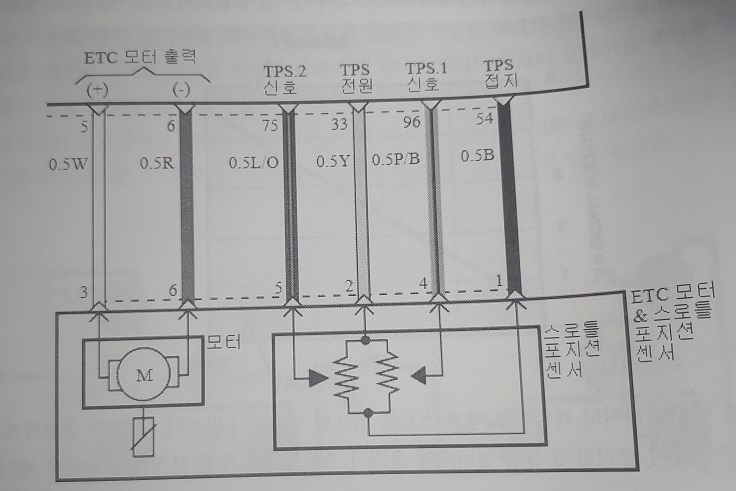 ETC 모터 출력
(+) (-)
TPS.2 신호
TPS 전원
TPS.1 신호
TPS 접지
5 6 75 33 96 54
0.5W 0.5R 0.5L/O 0.5Y 0.5P/B 0.5B
3 6 5 2 4 1
ETC 모터
& 스로틀
포지션
센서
모터
M
스로틀
포지션
센서